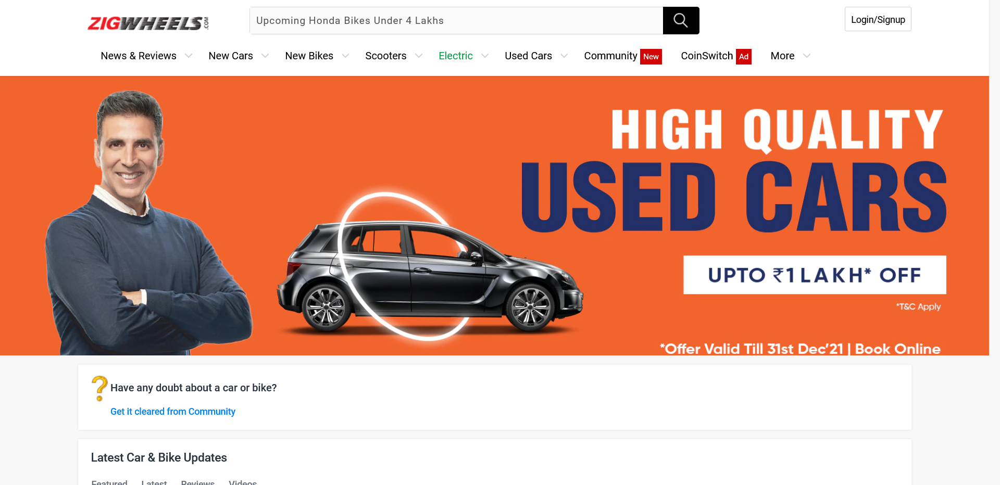 ZIGWHEELS.COM
Upcoming Honda Bikes Under 4 Lakhs
Login/Signup
News & Reviews New Cars New Bikes Scooters Electric Used Cars Community New CoinSwitch Ad More
HIGH QUALITY
USED CARS
UPTO ₹1 LAKH* OFF
*T&C Apply
*Offer Valid Till 31st Dec'21 | Book Online
Have any doubt about a car or bike?
Get it cleared from Community
Latest Car & Bike Updates
Featured Latest Reviews Videos